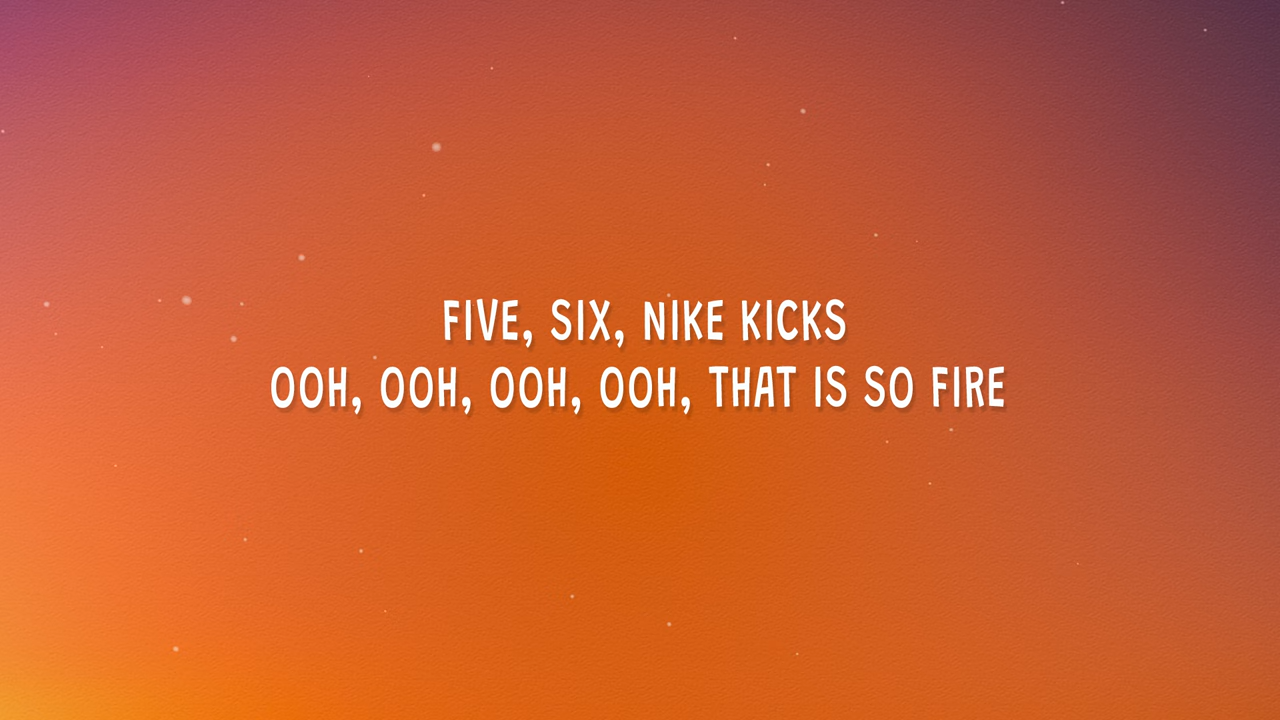 FIVE, SIX, NIKE KICKS
OOH, OOH, OOH, OOH, THAT IS SO FIRE